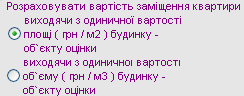 Розраховувати вартість заміщення квартири
виходячи з одиничної вартості
площі ( грн / м2 ) будинку -
об`єкту оцінки
виходячи з одиничної вартості
об`єму ( грн / м3 ) будинку -
об`єкту оцінки